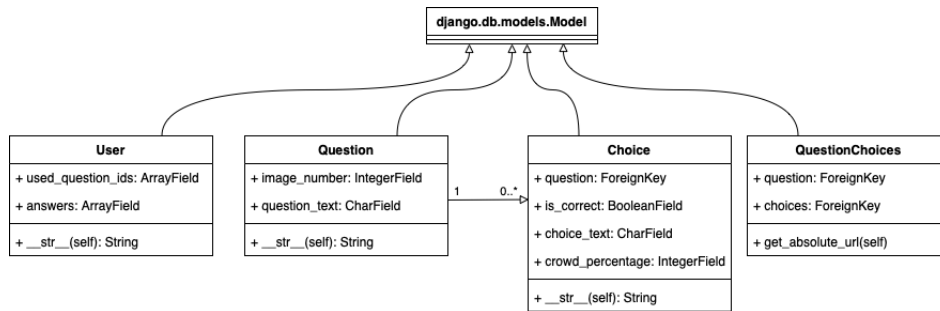 django.db.models.Model
User
+ used_question_ids: ArrayField
+ answers: ArrayField
+ __str__(self): String
Question
+ image_number: IntegerField
+ question_text: CharField
+ __str__(self): String
1
0..*
Choice
+ question: ForeignKey
+ is_correct: BooleanField
+ choice_text: CharField
+ crowd_percentage: IntegerField
+ __str__(self): String
QuestionChoices
+ question: ForeignKey
+ choices: ForeignKey
+ get_absolute_url(self)